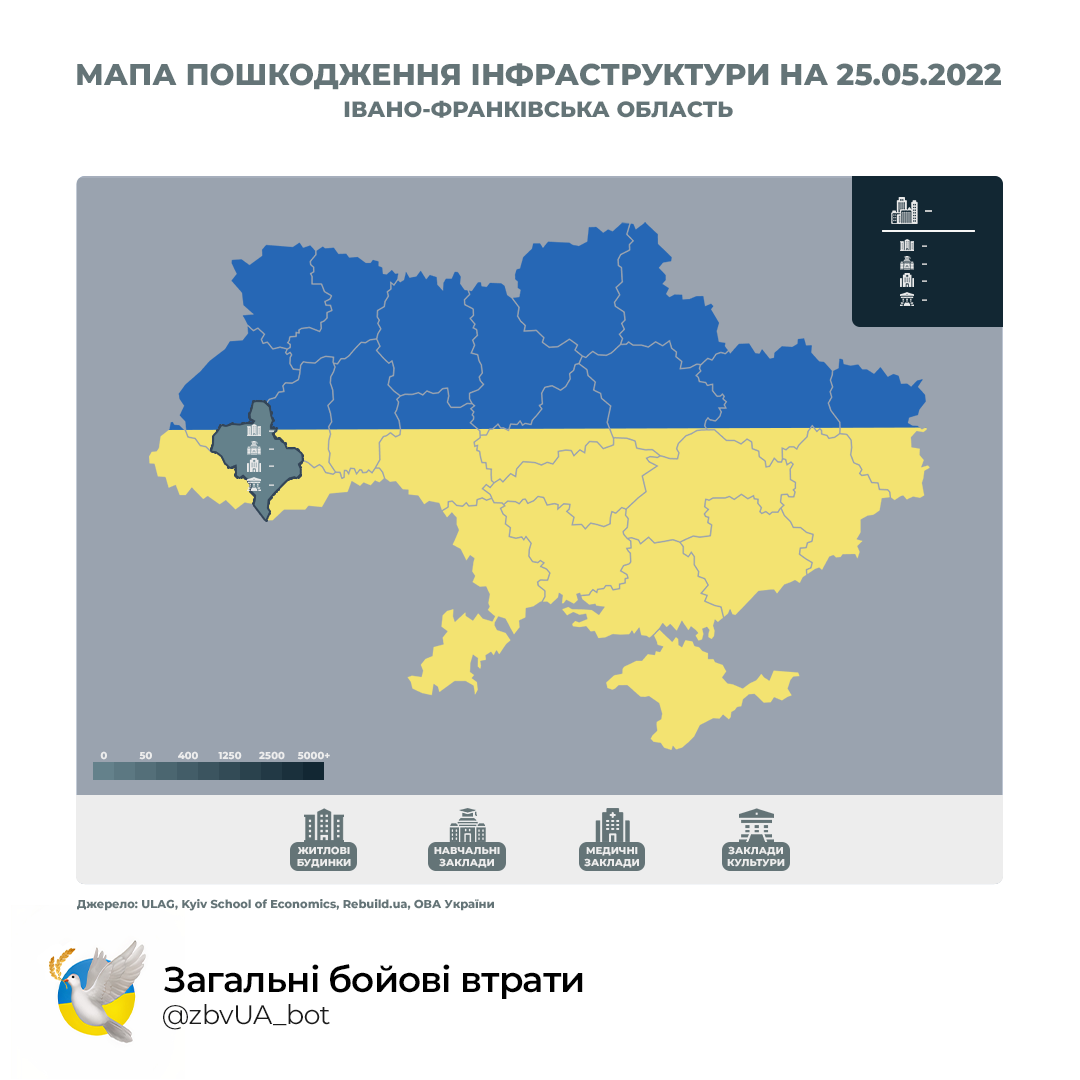 МАПА ПОШКОДЖЕННЯ ІНФРАСТРУКТУРИ НА 25.05.2022
ІВАНО-ФРАНКІВСЬКА ОБЛАСТЬ
–
–
–
–
–
–
–
–
–
0 50 400 1250 2500 5000+
ЖИТЛОВІ
БУДИНКИ
НАВЧАЛЬНІ
ЗАКЛАДИ
МЕДИЧНІ
ЗАКЛАДИ
ЗАКЛАДИ
КУЛЬТУРИ
Джерело: ULAG, Kyiv School of Economics, Rebuild.ua, ОВА України
Загальні бойові втрати
@zbvUA_bot